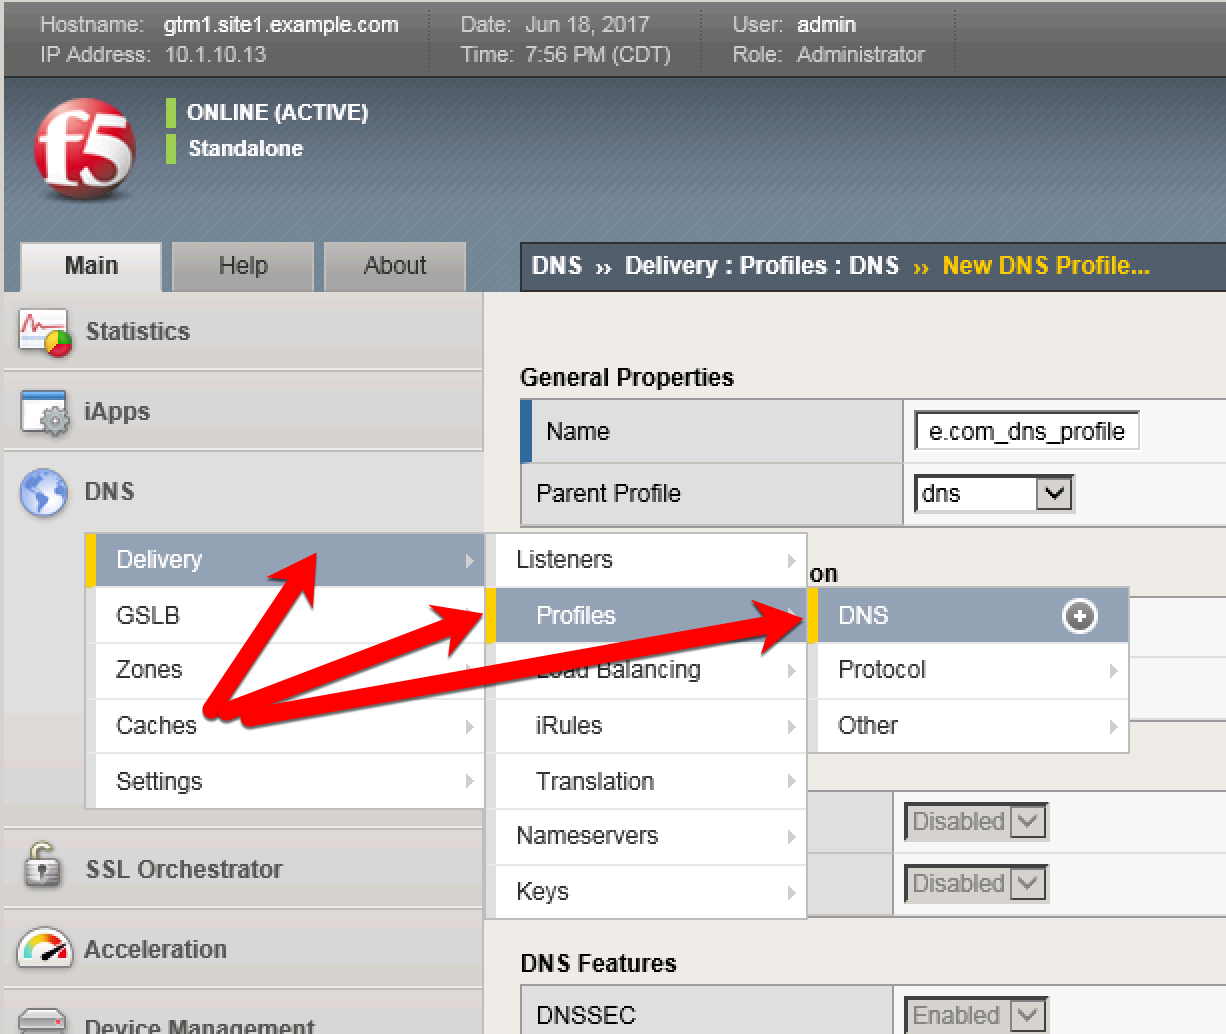 Hostname: gtm1.site1.example.com Date: Jun 18, 2017 User: admin
IP Address: 10.1.10.13 Time: 7:56 PM (CDT) Role: Administrator
f5
ONLINE (ACTIVE)
Standalone
Main Help About
DNS ›› Delivery : Profiles : DNS ›› New DNS Profile...
Statistics
iApps
DNS
General Properties
Name e.com_dns_profile
Parent Profile dns
on
Delivery
GSLB
Zones
Caches
Settings
Listeners
Profiles
Load Balancing
iRules
Translation
Nameservers
Keys
DNS
Protocol
Other
Disabled
Disabled
SSL Orchestrator
Acceleration
Device Management
DNS Features
DNSSEC Enabled